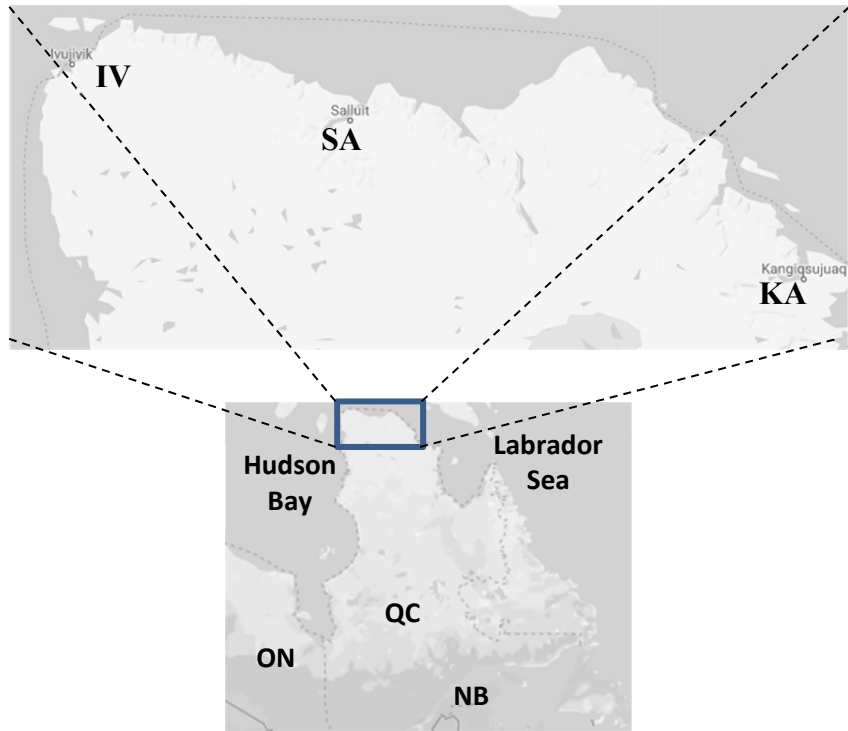 Ivujivik
IV
Salluit
SA
Kangiqsujuaq
KA
Hudson
Bay
Labrador
Sea
QC
ON
NB